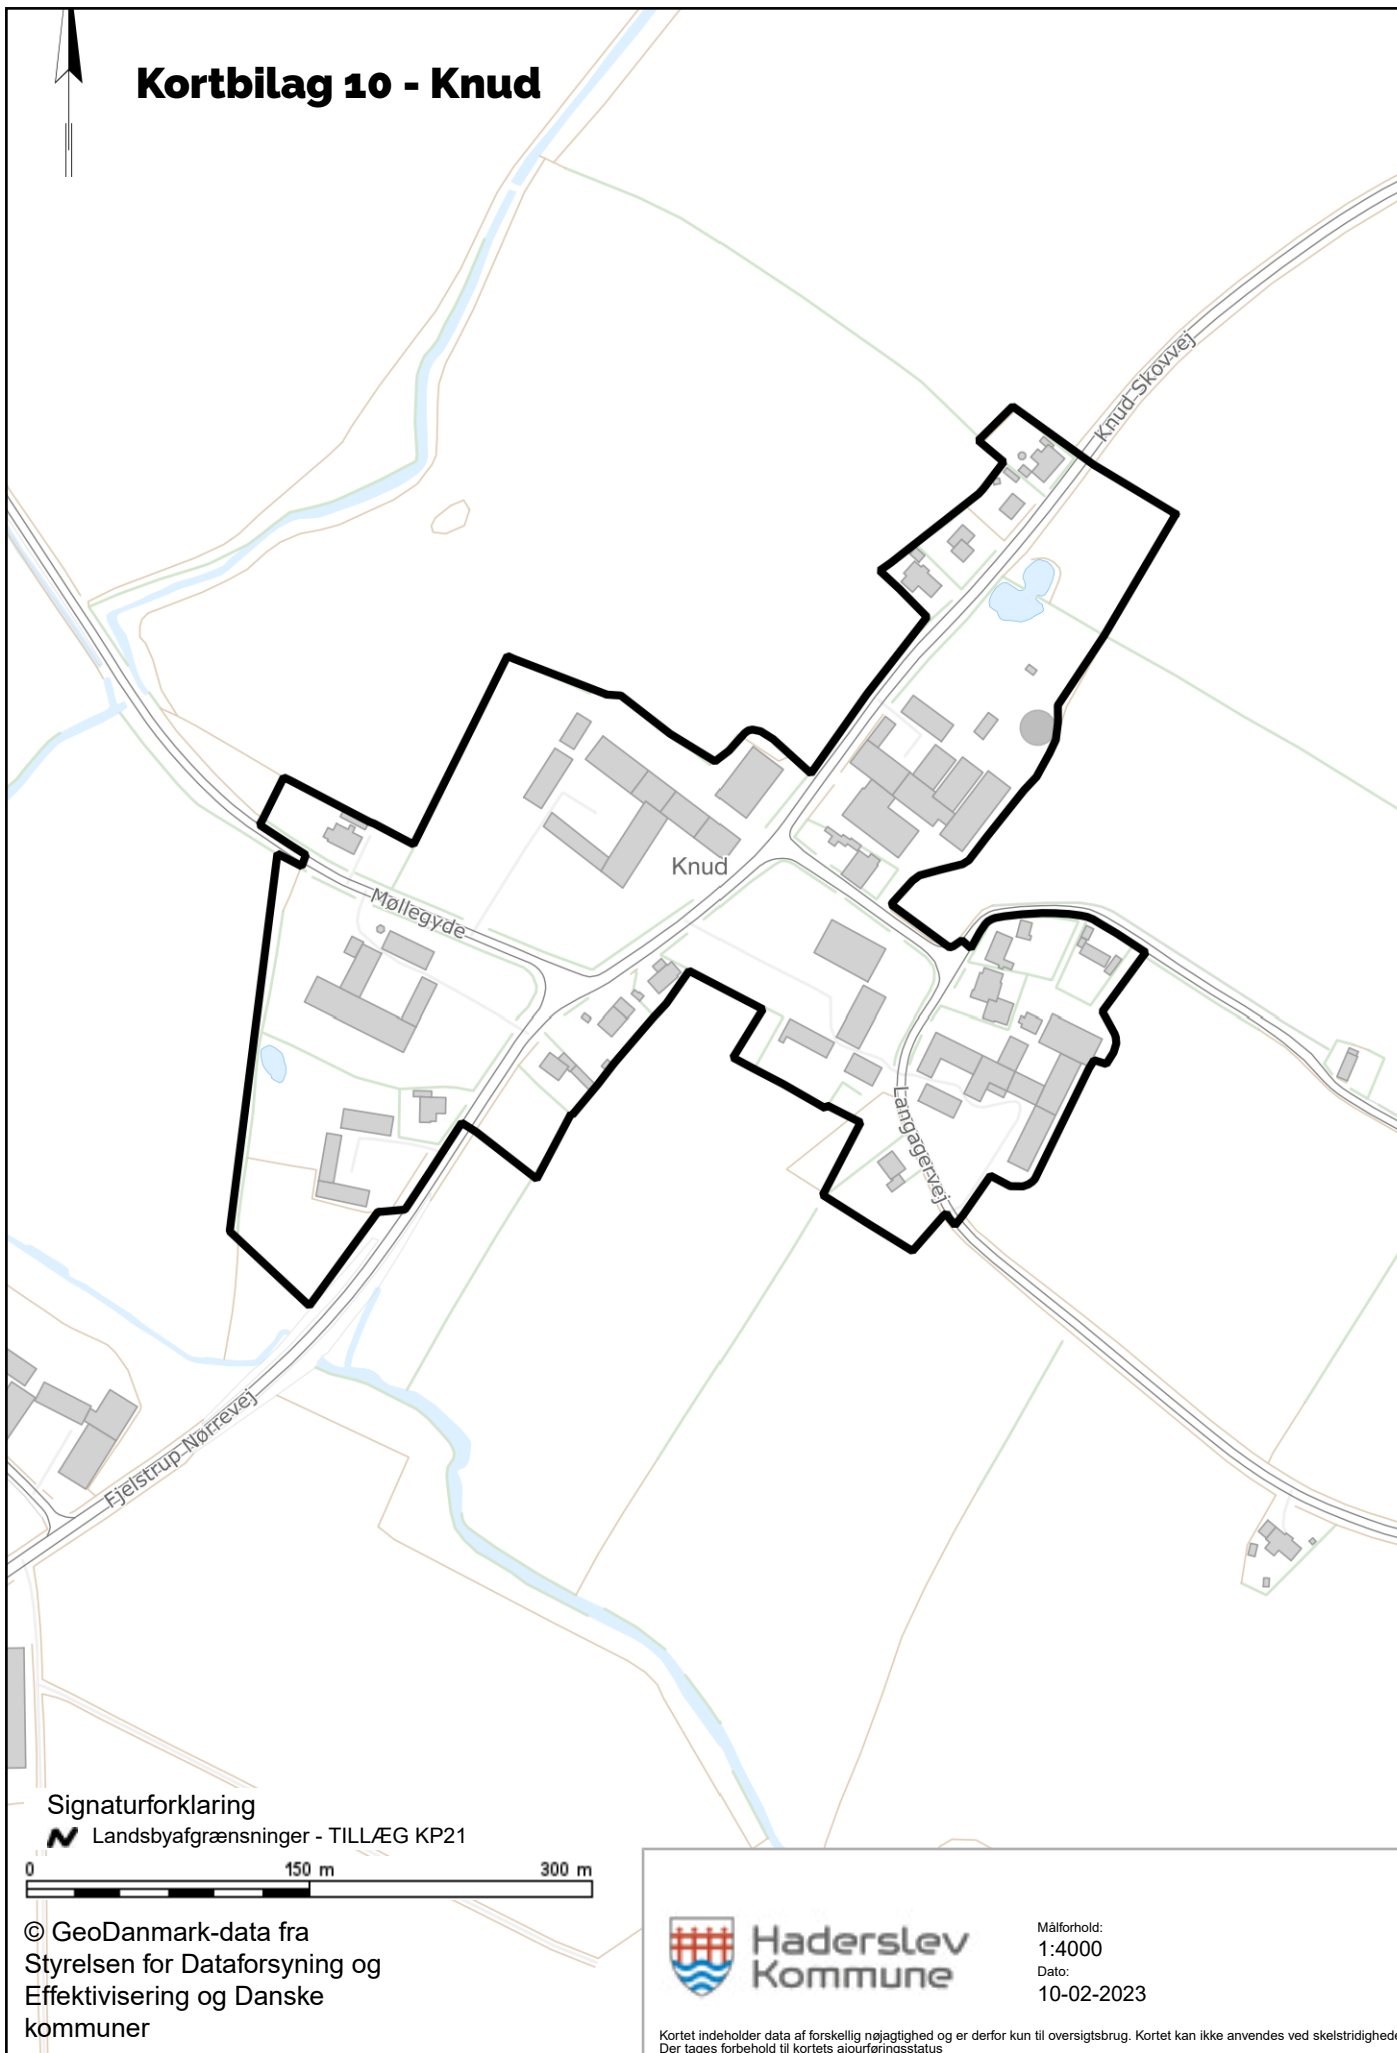 Kortbilag 10 - Knud
Knud Skovvej
Knud
Møllegyde
Langagervej
Fjelstrup Nørrevej
Signaturforklaring
Landsbyafgrænsninger - TILLÆG KP21
0 150 m 300 m
© GeoDanmark-data fra
Styrelsen for Dataforsyning og
Effektivisering og Danske
kommuner
Haderslev
Kommune
Målforhold:
1:4000
Dato:
10-02-2023
Kortet indeholder data af forskellig nøjagtighed og er derfor kun til oversigtsbrug. Kortet kan ikke anvendes ved skelstridighede
Der tages forbehold til kortets ajourføringsstatus